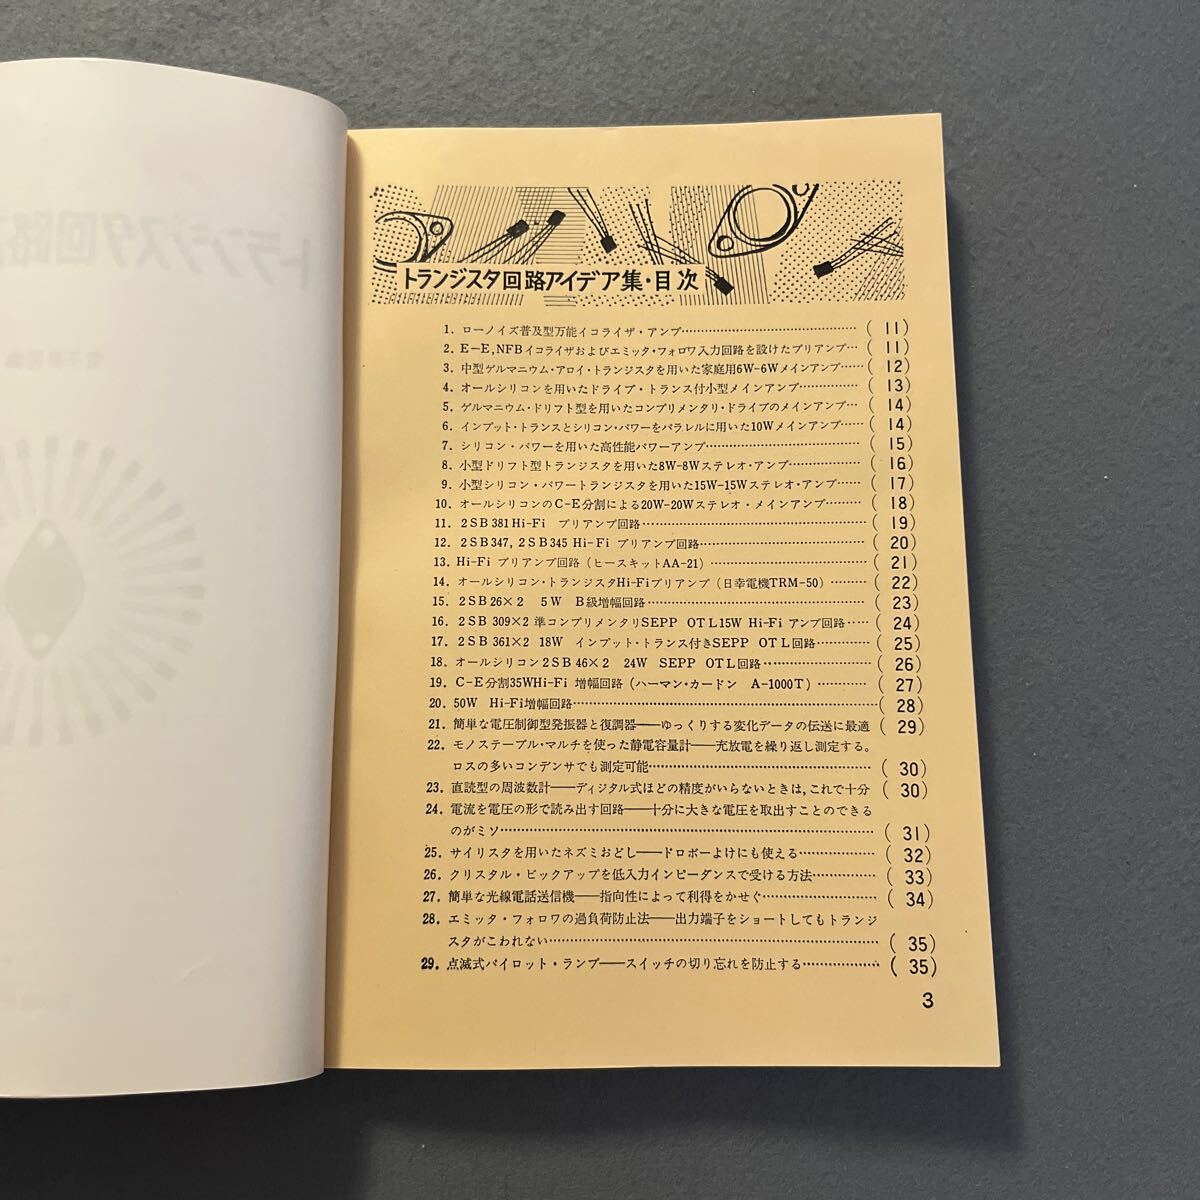 トランジスタ回路
トランジスタ回路アイデア集・目次
1. ローノイズ普及型万能イコライザ・アンプ………………………………………( 11 )
2. E−E, NFBイコライザおよびエミッタ・フォロワ入力回路を設けたプリアンプ…( 11 )
3. 中型ゲルマニウム・アロイ・トランジスタを用いた家庭用6W-6Wメインアンプ……( 12 )
4. オールシリコンを用いたドライブ・トランス付小型メインアンプ……………( 13 )
5. ゲルマニウム・ドリフト型を用いたコンプリメンタリ・ドライブのメインアンプ…( 14 )
6. インプット・トランスとシリコン・パワーをパラレルに用いた10Wメインアンプ……( 14 )
7. シリコン・パワーを用いた高性能パワーアンプ………………………………( 15 )
8. 小型ドリフト型トランジスタを用いた8W-8Wステレオ・アンプ………………( 16 )
9. 小型シリコン・パワートランジスタを用いた15W-15Wステレオ・アンプ……( 17 )
10. オールシリコンのC-E分割による20W-20Wステレオ・メインアンプ………( 18 )
11. 2SB381Hi-Fi プリアンプ回路……………………………………………( 19 )
12. 2SB347, 2SB345 Hi-Fi プリアンプ回路………………………………( 20 )
13. Hi-Fi プリアンプ回路（ヒースキットAA-21）……………………………( 21 )
14. オールシリコン・トランジスタHi-Fiプリアンプ（日幸電機TRM-50）………( 22 )
15. 2SB26×2 5W B級増幅回路………………………………………………( 23 )
16. 2SB 309×2 準コンプリメンタリSEPP OTL15W Hi-Fi アンプ回路……( 24 )
17. 2SB 361×2 18W インプット・トランス付きSEPP OTL回路……………( 25 )
18. オールシリコン2SB 46×2 24W SEPP OTL回路………………………( 26 )
19. C-E分割35WHi-Fi 増幅回路（ハーマン・カードン A-1000T）…………( 27 )
20. 50W Hi-Fi増幅回路………………………………………………………( 28 )
21. 簡単な電圧制御型発振器と復調器――ゆっくりする変化データの伝送に最適 ( 29 )
22. モノステーブル・マルチを使った静電容量計――充放電を繰り返し測定する。
ロスの多いコンデンサでも測定可能………………………………………………( 30 )
23. 直読型の周波数計――ディジタル式ほどの精度がいらないときは,これで十分 ( 30 )
24. 電流を電圧の形で読み出す回路――十分に大きな電圧を取出すことのできる
のがミソ………………………………………………………………………………( 31 )
25. サイリスタを用いたネズミおどし――ドロボーよけにも使える………………( 32 )
26. クリスタル・ピックアップを低入力インピーダンスで受ける方法……………( 33 )
27. 簡単な光線電話送信機――指向性によって利得をかせぐ……………………( 34 )
28. エミッタ・フォロワの過負荷防止法――出力端子をショートしてもトランジ
スタがこわれない……………………………………………………………………( 35 )
29. 点滅式パイロット・ランプ――スイッチの切り忘れを防止する………………( 35 )
3